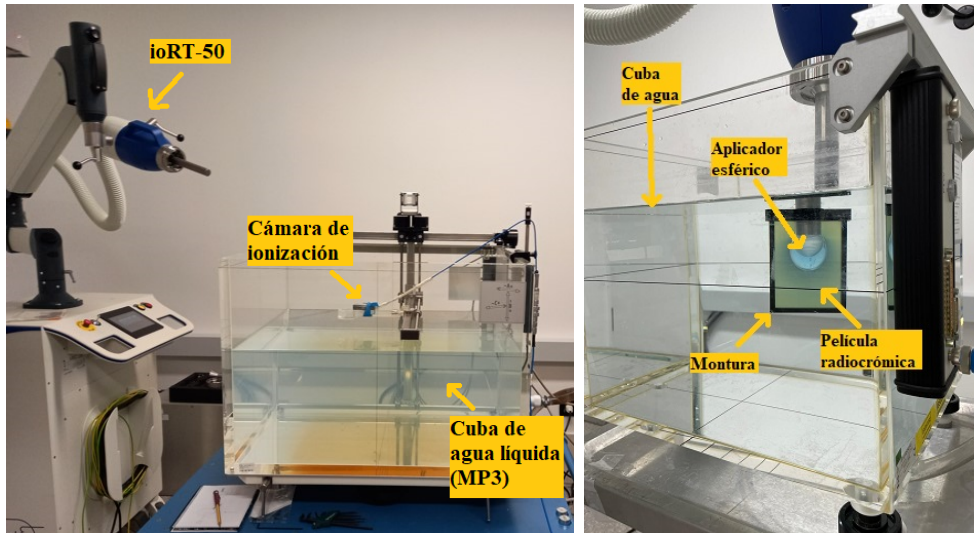 ioRT-50
Cámara de
ionización
Cuba de
agua líquida
(MP3)
Cuba
de agua
Aplicador
esférico
Película
radiocrómica
Montura